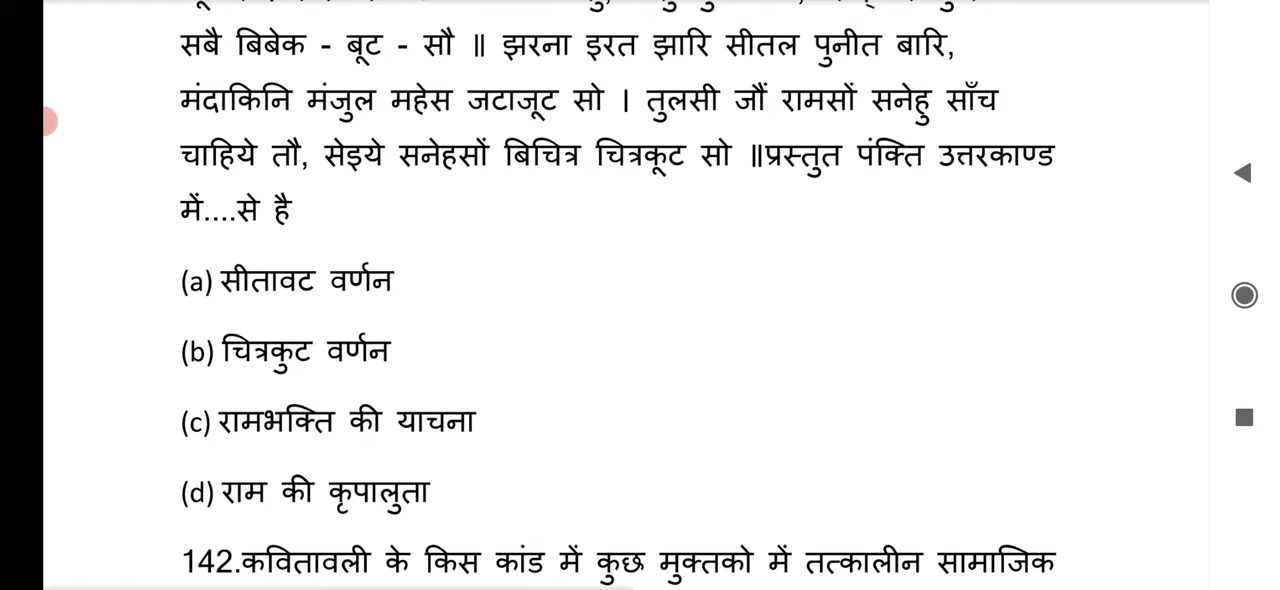 सबै बिबेक - बूट - सौ ॥ झरना झरत झारि सीतल पुनीत बारि,
मंदाकिनि मंजुल महेस जटाजूट सो । तुलसी जौं रामसों सनेहु साँच
चाहिये तौ, सेइये सनेहसों बिचित्र चित्रकूट सो ॥प्रस्तुत पंक्ति उत्तरकाण्ड
में....से है
(a) सीतावट वर्णन
(b) चित्रकुट वर्णन
(c) रामभक्ति की याचना
(d) राम की कृपालुता
142.कवितावली के किस कांड में कुछ मुक्तको में तत्कालीन सामाजिक